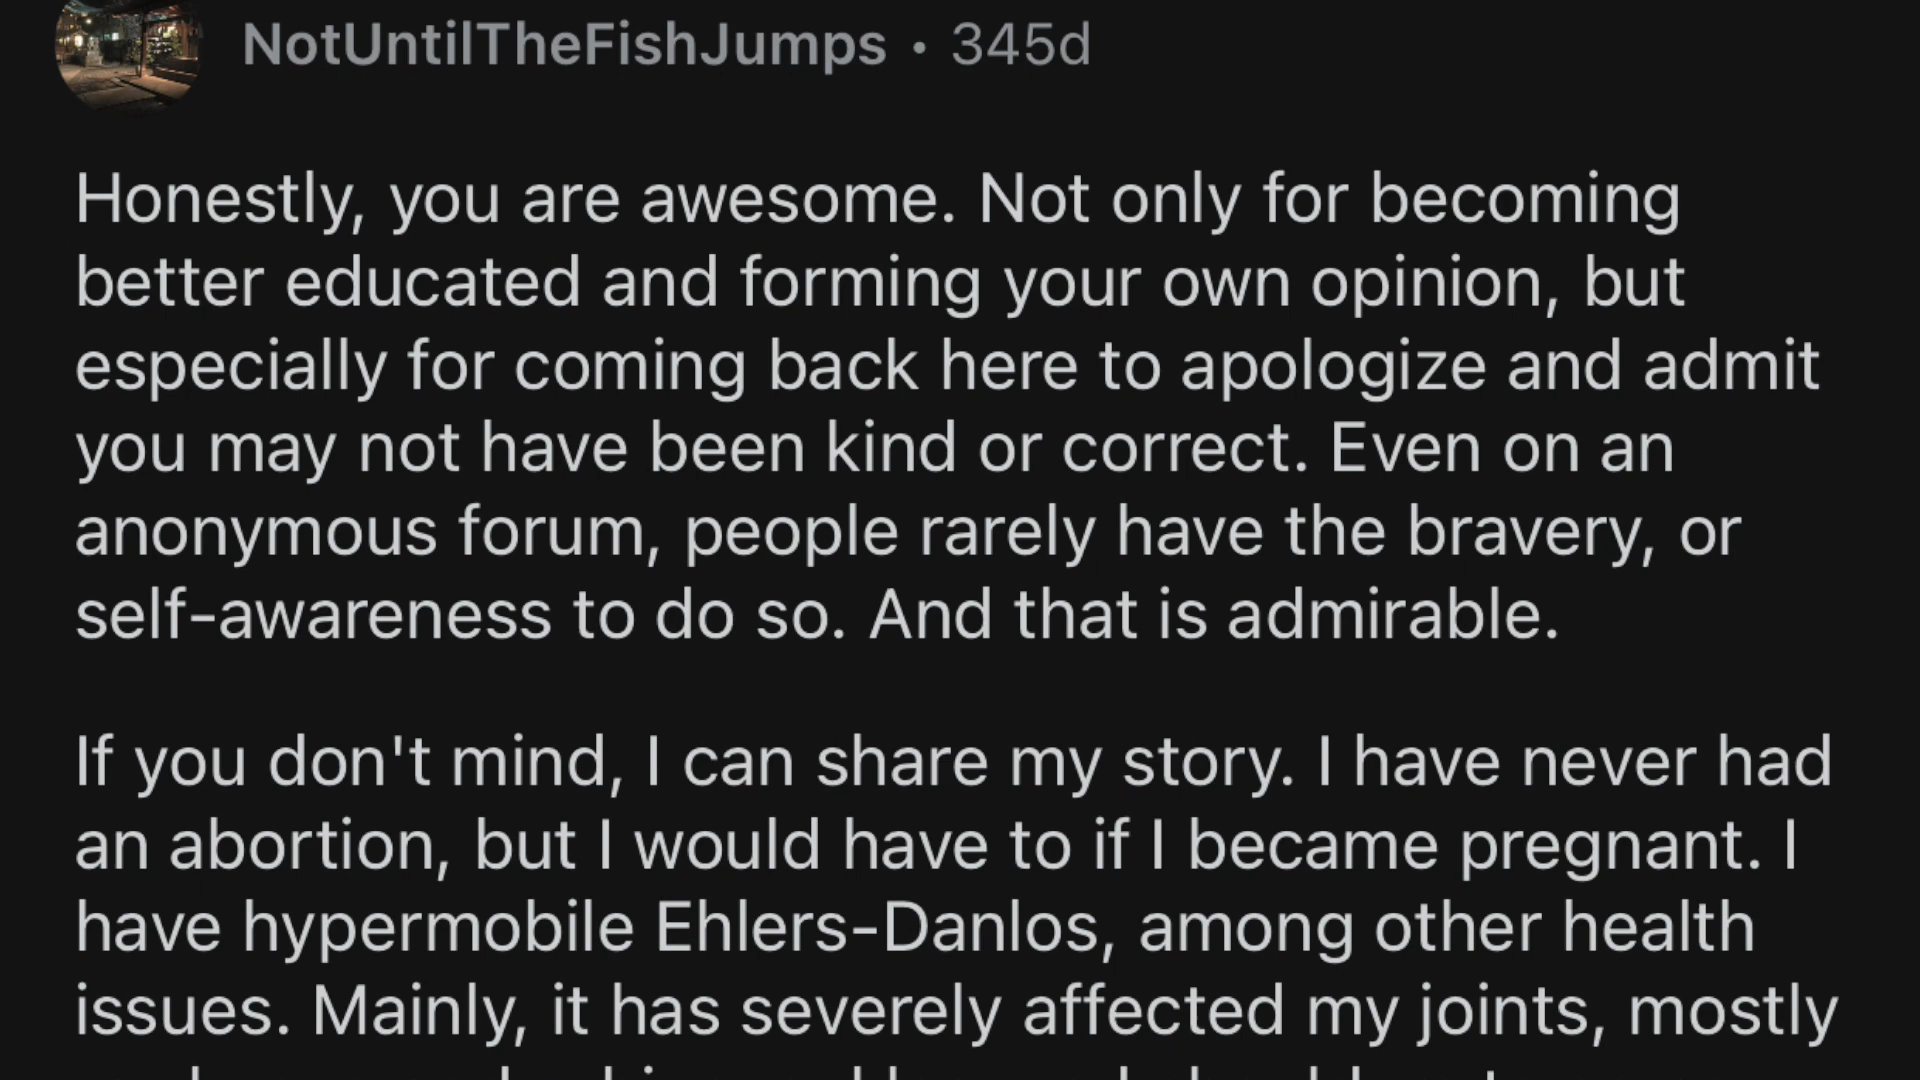 NotUntilTheFishJumps • 345d
Honestly, you are awesome. Not only for becoming
better educated and forming your own opinion, but
especially for coming back here to apologize and admit
you may not have been kind or correct. Even on an
anonymous forum, people rarely have the bravery, or
self-awareness to do so. And that is admirable.
If you don't mind, I can share my story. I have never had
an abortion, but I would have to if I became pregnant. I
have hypermobile Ehlers-Danlos, among other health
issues. Mainly, it has severely affected my joints, mostly